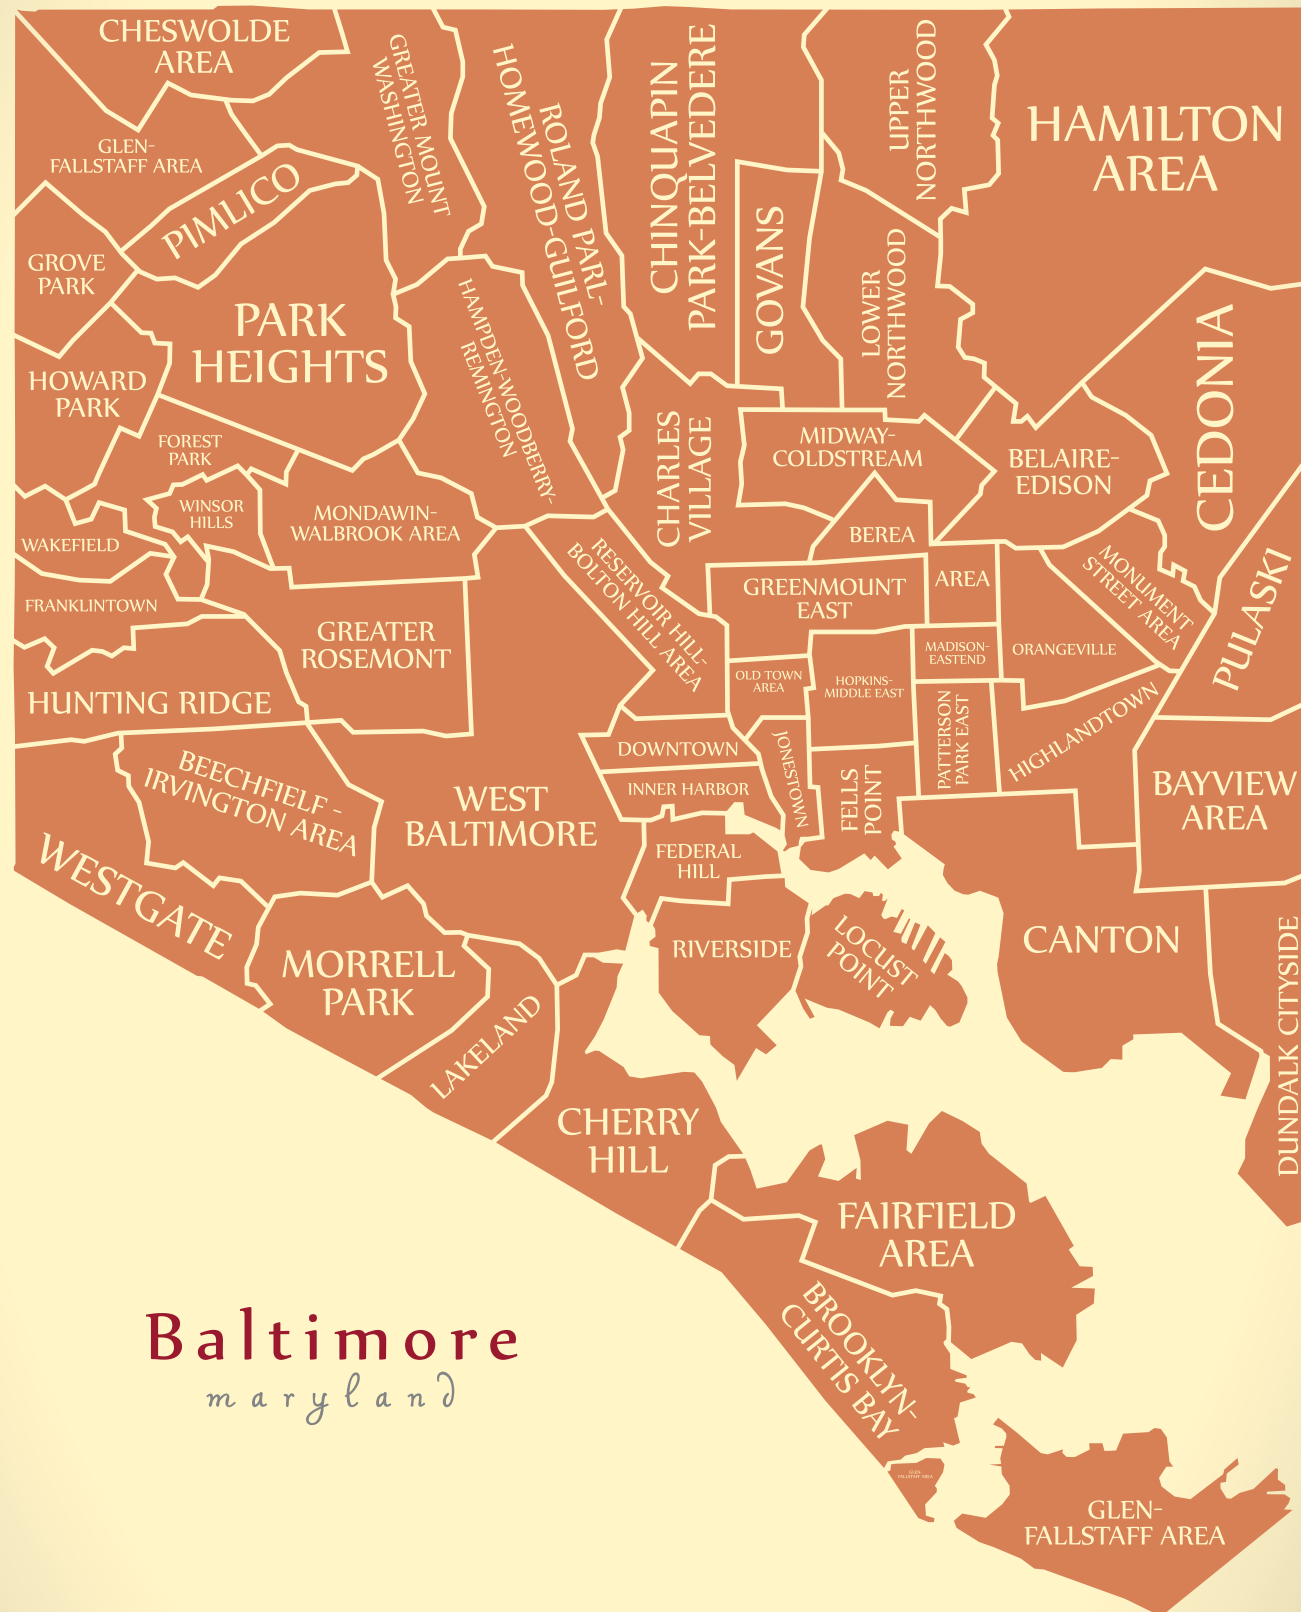 CHESWOLDE
AREA
GREATER MOUNT
WASHINGTON
ROLAND PARL-
HOMEWOOD-GUILFORD
CHINQUAPIN
PARK-BELVEDERE
UPPER
NORTHWOOD
HAMILTON
AREA
GLEN-
FALLSTAFF AREA
PIMLICO
GROVE
PARK
PARK
HEIGHTS
GOVANS
LOWER
NORTHWOOD
HAMPDEN-WOODBERRY-
REMINGTON
CEDONIA
HOWARD
PARK
FOREST
PARK
CHARLES
VILLAGE
MIDWAY-
COLDSTREAM
BELAIRE-
EDISON
WINSOR
HILLS
MONDAWIN-
WALBROOK AREA
WAKEFIELD
BEREA
RESERVOIR HILL-
BOLTON HILL AREA
GREENMOUNT
EAST
AREA
MONUMENT
STREET AREA
PULASKI
FRANKLINTOWN
GREATER
ROSEMONT
MADISON-
EASTEND
ORANGEVILLE
OLD TOWN
AREA
HOPKINS-
MIDDLE EAST
HUNTING RIDGE
PATTERSON
PARK EAST
HIGHLANDTOWN
DOWNTOWN
JONESTOWN
BEECHFIELF -
IRVINGTON AREA
WEST
BALTIMORE
INNER HARBOR
FELLS
POINT
BAYVIEW
AREA
WESTGATE
FEDERAL
HILL
MORRELL
PARK
RIVERSIDE
LOCUST
POINT
CANTON
DUNDALK CITYSIDE
LAKELAND
CHERRY
HILL
FAIRFIELD
AREA
BROOKLYN-
CURTIS BAY
Baltimore
maryland
GLEN-
FALLSTAFF AREA
GLEN-
FALLSTAFF AREA